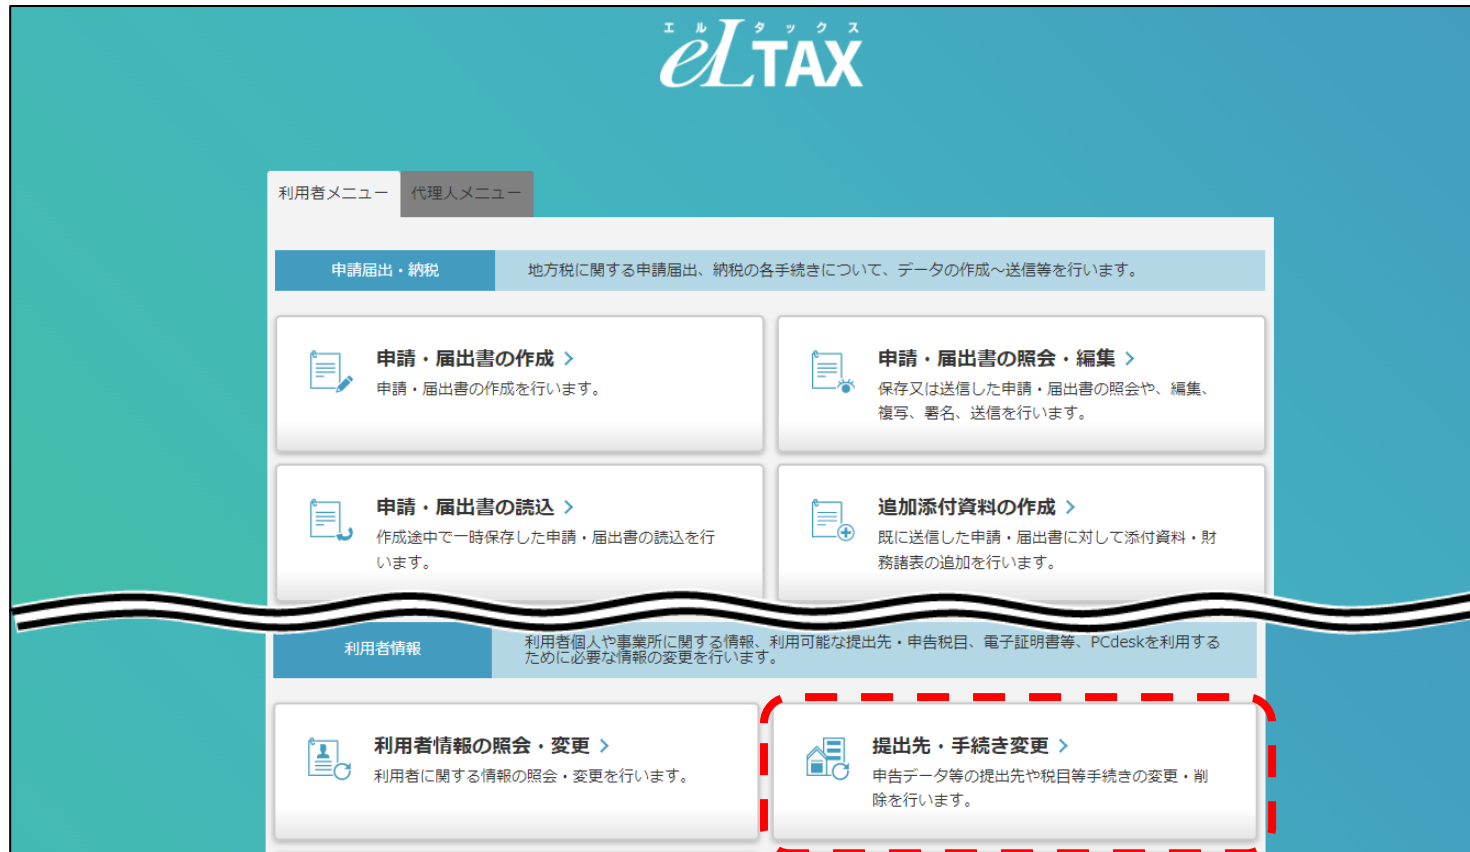 エルタックス
eLTAX
利用者メニュー
代理人メニュー
申請届出・納税
地方税に関する申請届出、納税の各手続きについて、データの作成～送信等を行います。
申請・届出書の作成 >
申請・届出書の作成を行います。
申請・届出書の照会・編集 >
保存又は送信した申請・届出書の照会や、編集、
複写、署名、送信を行います。
申請・届出書の読込 >
作成途中で一時保存した申請・届出書の読込を行
います。
追加添付資料の作成 >
既に送信した申請・届出書に対して添付資料・財
務諸表の追加を行います。
利用者情報
利用者個人や事業所に関する情報、利用可能な提出先・申告税目、電子証明書等、PCdeskを利用する
ために必要な情報の変更を行います。
利用者情報の照会・変更 >
利用者に関する情報の照会・変更を行います。
提出先・手続き変更 >
申告データ等の提出先や税目等手続きの変更・削
除を行います。